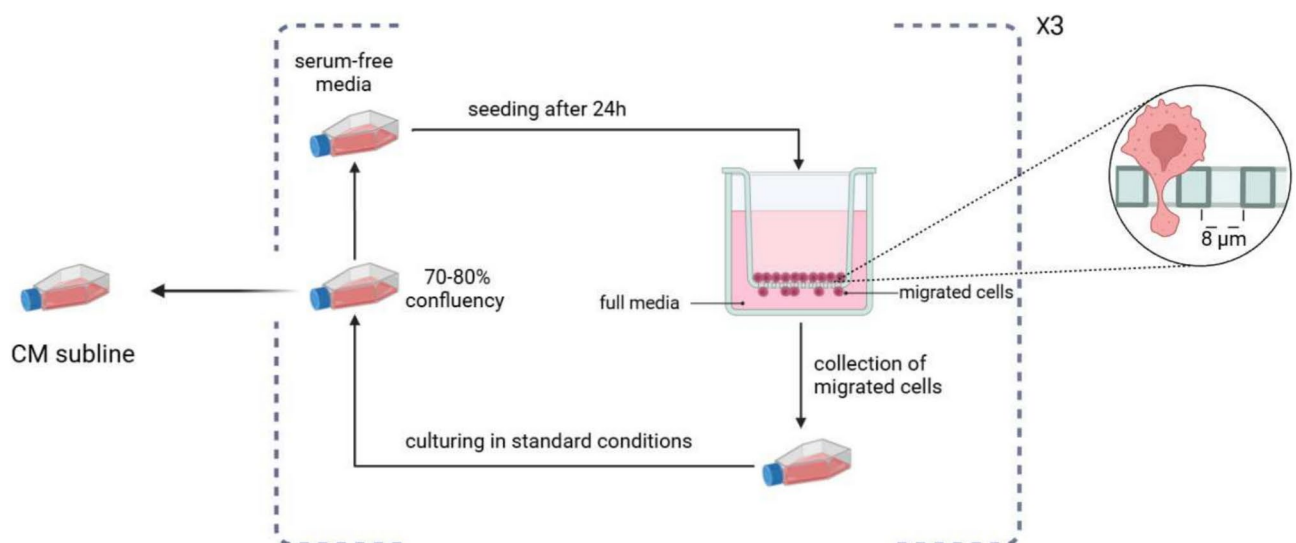 X3
serum-free
media
seeding after 24h
8 μm
70-80%
confluency
full media
migrated cells
CM subline
collection of
migrated cells
culturing in standard conditions